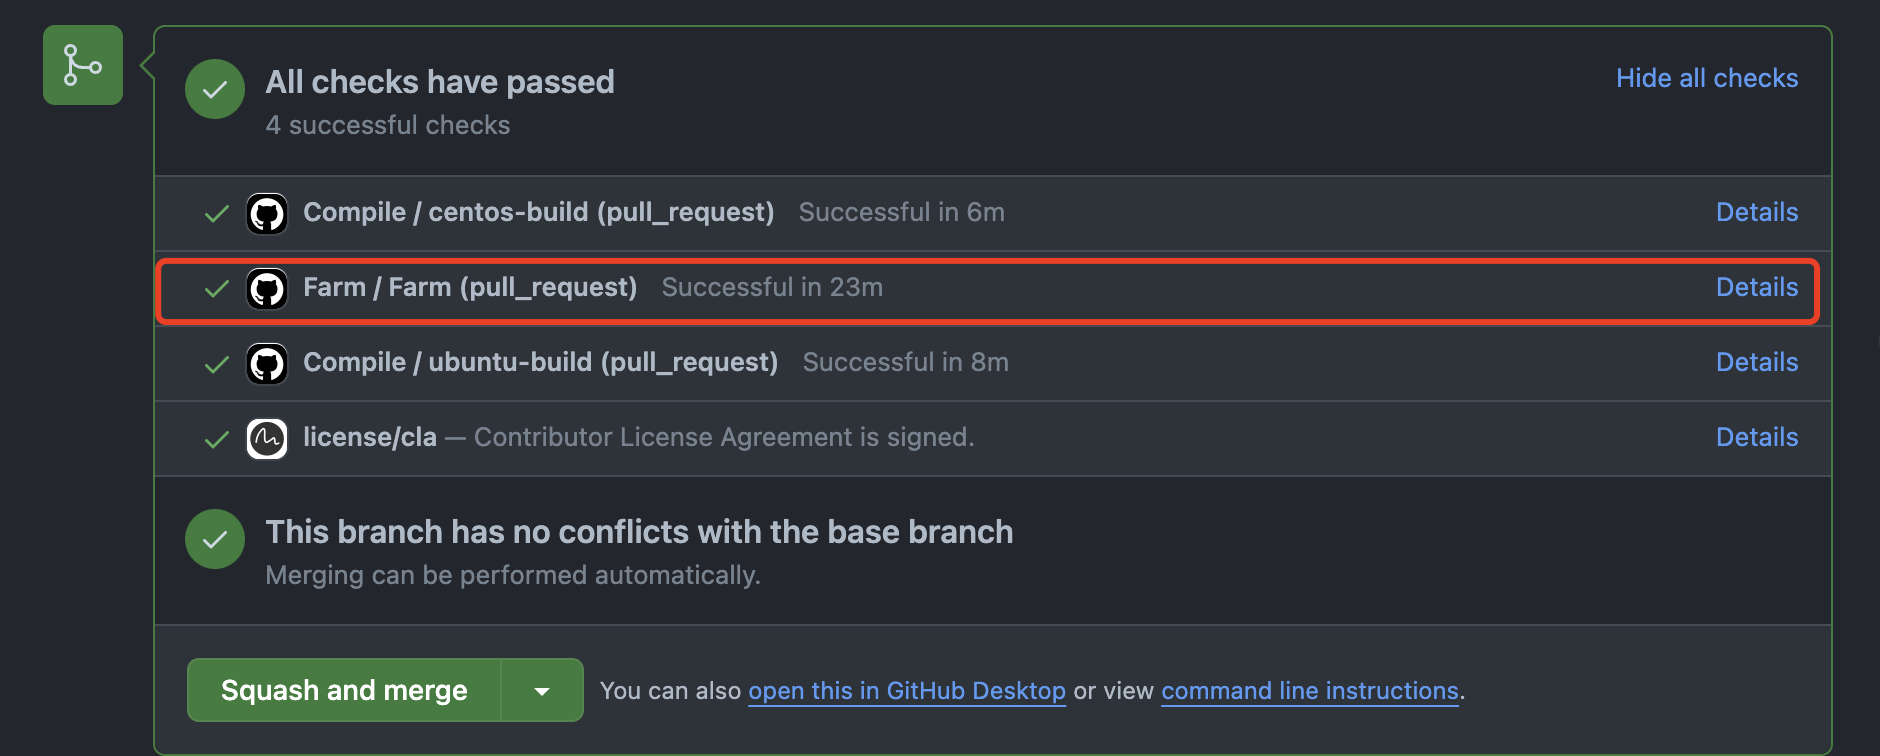 All checks have passed
Hide all checks
4 successful checks
Compile / centos-build (pull_request) Successful in 6m Details
Farm / Farm (pull_request) Successful in 23m Details
Compile / ubuntu-build (pull_request) Successful in 8m Details
license/cla — Contributor License Agreement is signed. Details
This branch has no conflicts with the base branch
Merging can be performed automatically.
Squash and merge You can also open this in GitHub Desktop or view command line instructions.